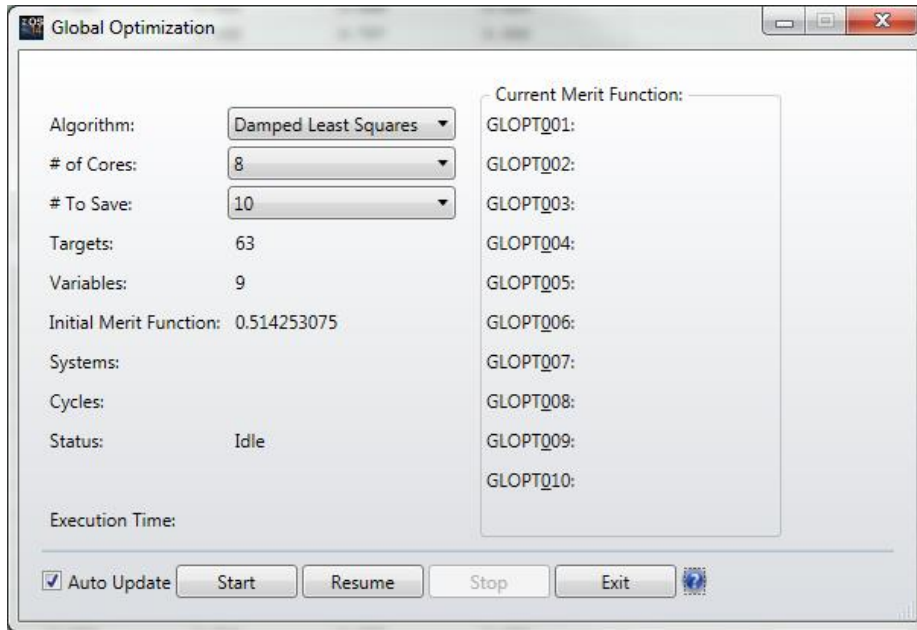 Global Optimization
Algorithm: Damped Least Squares
# of Cores: 8
# To Save: 10
Targets: 63
Variables: 9
Initial Merit Function: 0.514253075
Systems:
Cycles:
Status: Idle
Execution Time:
Current Merit Function:
GLOPT001:
GLOPT002:
GLOPT003:
GLOPT004:
GLOPT005:
GLOPT006:
GLOPT007:
GLOPT008:
GLOPT009:
GLOPT010:
Auto Update Start Resume Stop Exit